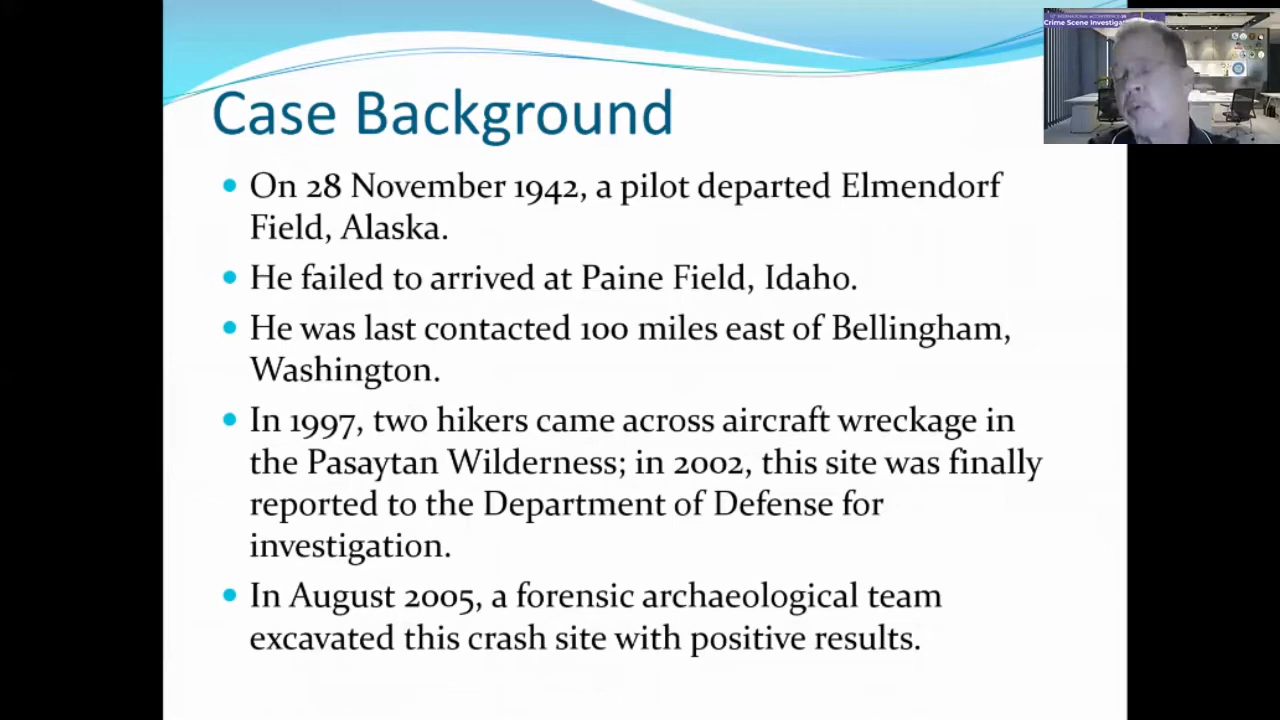 Crime Scene Investiga
Case Background
• On 28 November 1942, a pilot departed Elmendorf
Field, Alaska.
• He failed to arrived at Paine Field, Idaho.
• He was last contacted 100 miles east of Bellingham,
Washington.
• In 1997, two hikers came across aircraft wreckage in
the Pasaytan Wilderness; in 2002, this site was finally
reported to the Department of Defense for
investigation.
• In August 2005, a forensic archaeological team
excavated this crash site with positive results.